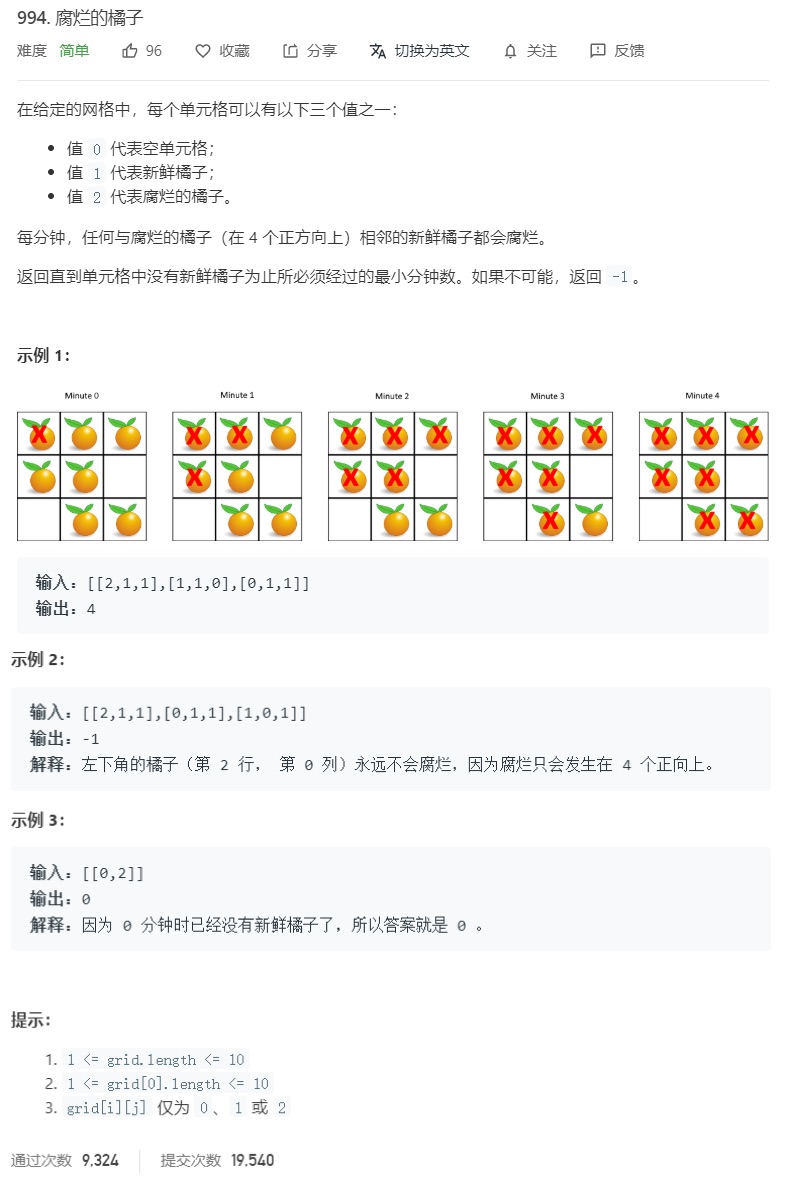 994. 腐烂的橘子
难度 简单 96 收藏 分享 切换为英文 关注 反馈
在给定的网格中，每个单元格可以有以下三个值之一：
• 值 0 代表空单元格；
• 值 1 代表新鲜橘子；
• 值 2 代表腐烂的橘子。
每分钟，任何与腐烂的橘子（在 4 个正方向上）相邻的新鲜橘子都会腐烂。
返回直到单元格中没有新鲜橘子为止所必须经过的最小分钟数。如果不可能，返回 -1。
示例 1：
Minute 0 Minute 1 Minute 2 Minute 3 Minute 4
输入：[[2,1,1],[1,1,0],[0,1,1]]
输出：4
示例 2：
输入：[[2,1,1],[0,1,1],[1,0,1]]
输出：-1
解释：左下角的橘子（第 2 行， 第 0 列）永远不会腐烂，因为腐烂只会发生在 4 个正向上。
示例 3：
输入：[[0,2]]
输出：0
解释：因为 0 分钟时已经没有新鲜橘子了，所以答案就是 0 。
提示：
1. 1 <= grid.length <= 10
2. 1 <= grid[0].length <= 10
3. grid[i][j] 仅为 0、1 或 2
通过次数 9,324 提交次数 19,540